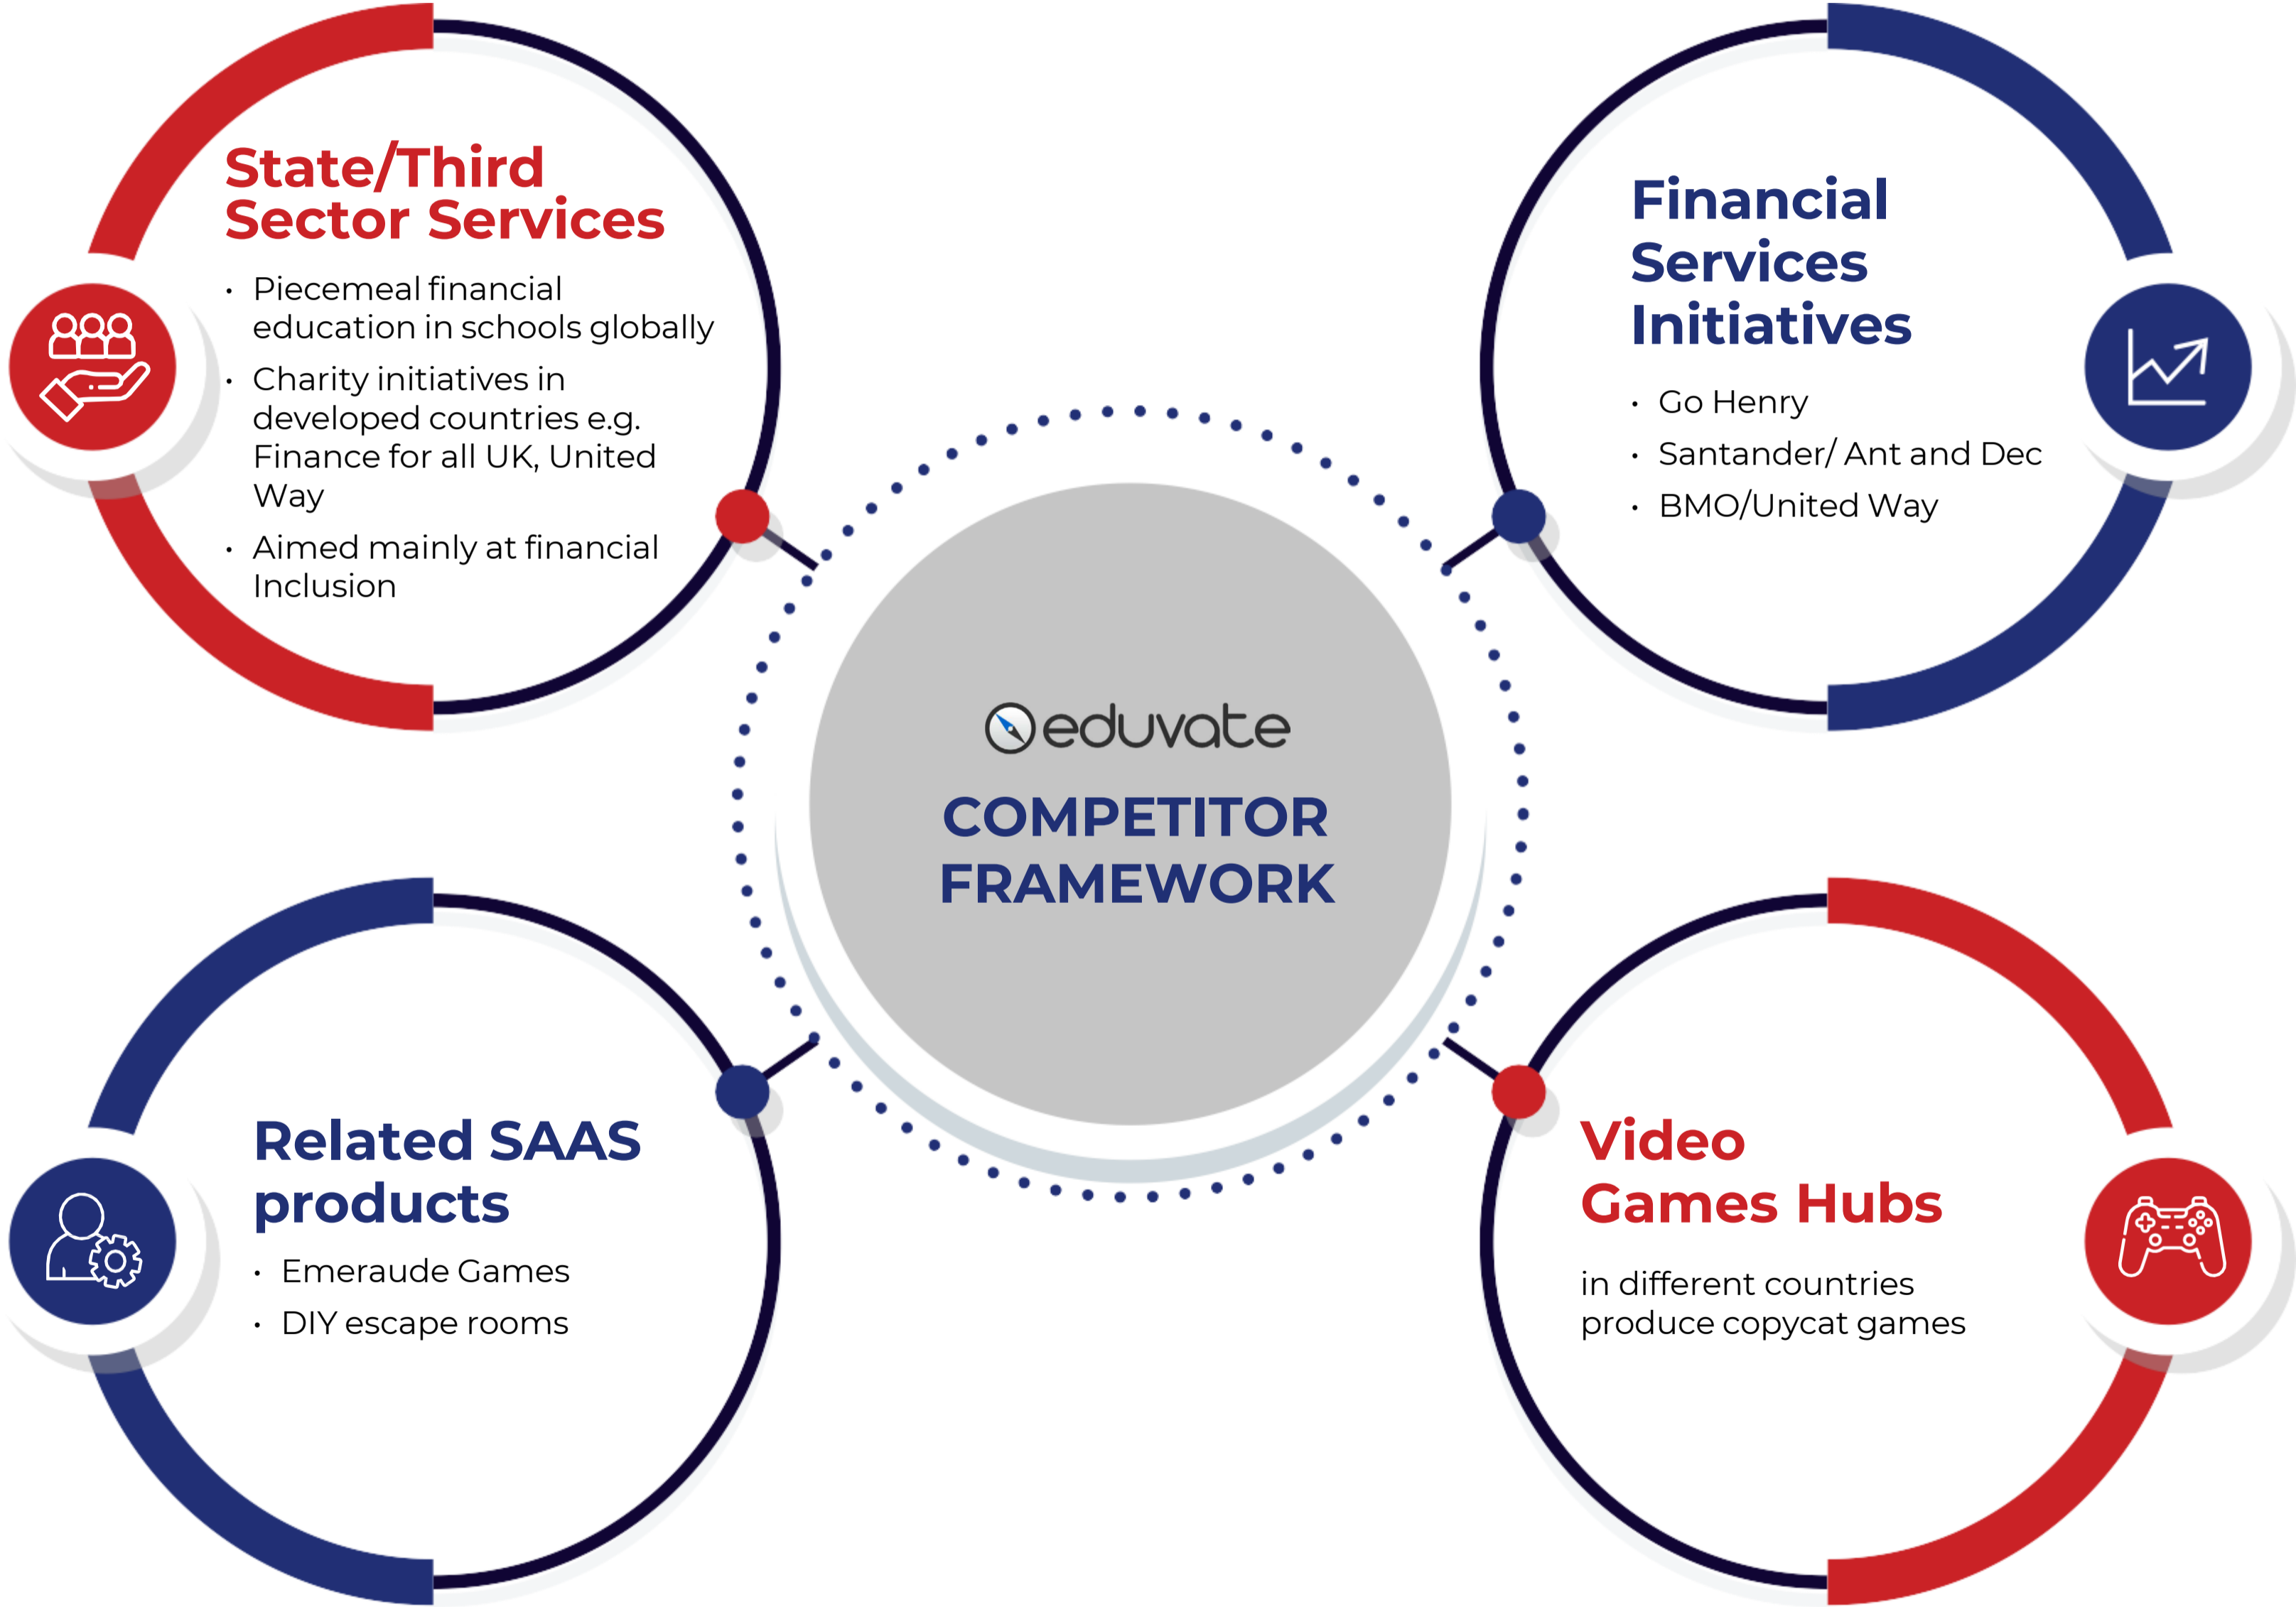 State/Third
Sector Services
• Piecemeal financial
education in schools globally
• Charity initiatives in
developed countries e.g.
Finance for all UK, United
Way
• Aimed mainly at financial
Inclusion
Financial
Services
Initiatives
• Go Henry
• Santander/ Ant and Dec
• BMO/United Way
eduvate
COMPETITOR
FRAMEWORK
Related SAAS
products
• Emeraude Games
• DIY escape rooms
Video
Games Hubs
in different countries
produce copycat games